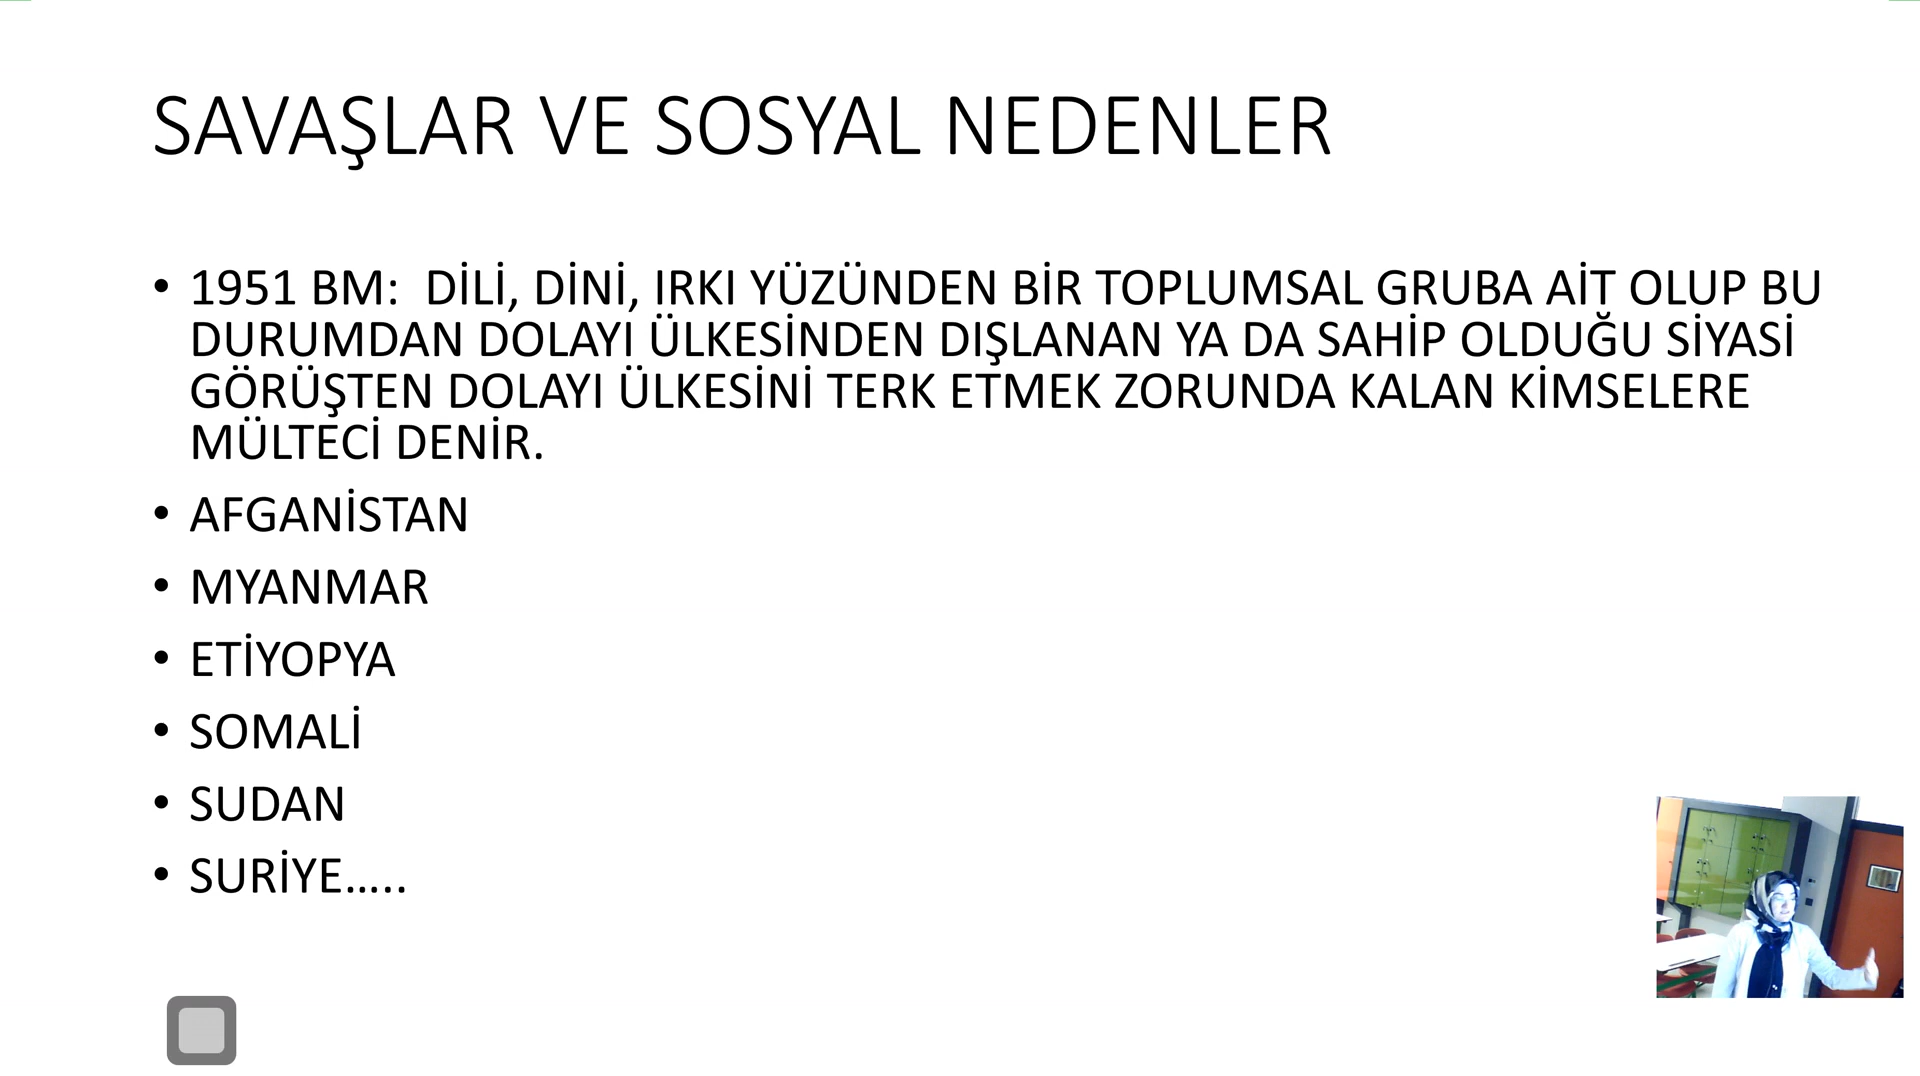 SAVAŞLAR VE SOSYAL NEDENLER
• 1951 BM:  DİLİ, DİNİ, IRKI YÜZÜNDEN BİR TOPLUMSAL GRUBA AİT OLUP BU
DURUMDAN DOLAYI ÜLKESİNDEN DIŞLANAN YA DA SAHİP OLDUĞU SİYASİ
GÖRÜŞTEN DOLAYI ÜLKESİNİ TERK ETMEK ZORUNDA KALAN KİMSELERE
MÜLTECİ DENİR.
• AFGANİSTAN
• MYANMAR
• ETİYOPYA
• SOMALİ
• SUDAN
• SURİYE…..